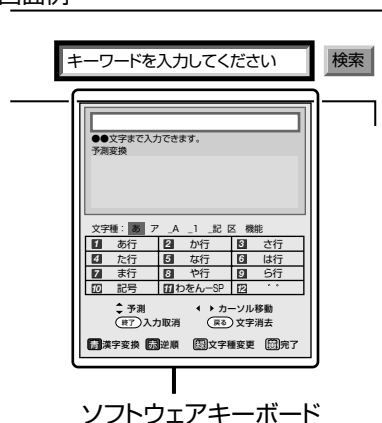 画面例
キーワードを入力してください 検索
●●文字まで入力できます。
予測変換
文字種: あ ア _A _1 _記 区 機能
1 あ行 2 か行 3 さ行
4 た行 5 な行 6 は行
7 ま行 8 や行 9 ら行
10 記号 11 わをん−SP 12 ゛゜
予測 カーソル移動
終了 入力取消 戻る 文字消去
青 漢字変換 赤 逆順 緑 文字種変更 黄 完了
ソフトウェアキーボード